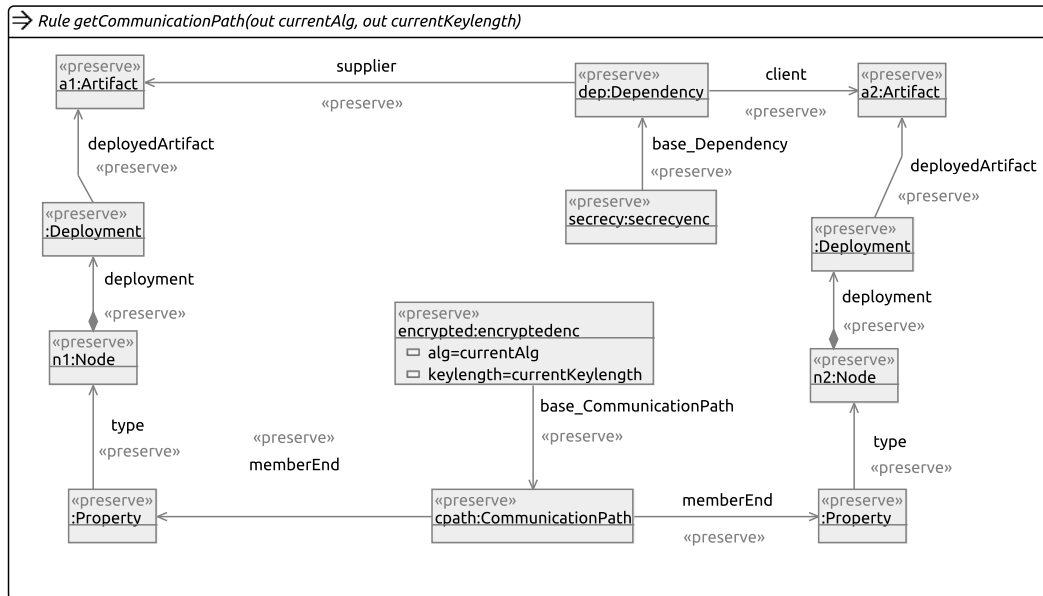 Rule getCommunicationPath(out currentAlg, out currentKeylength)
«preserve»
a1:Artifact
supplier
«preserve»
«preserve»
dep:Dependency
client
«preserve»
«preserve»
a2:Artifact
deployedArtifact
«preserve»
base_Dependency
«preserve»
deployedArtifact
«preserve»
«preserve»
:Deployment
«preserve»
secrecy:secrecyenc
«preserve»
:Deployment
deployment
«preserve»
deployment
«preserve»
«preserve»
n1:Node
«preserve»
encrypted:encryptedenc
alg=currentAlg
keylength=currentKeylength
«preserve»
n2:Node
type
«preserve»
«preserve»
memberEnd
base_CommunicationPath
«preserve»
type
«preserve»
«preserve»
:Property
«preserve»
cpath:CommunicationPath
memberEnd
«preserve»
«preserve»
:Property